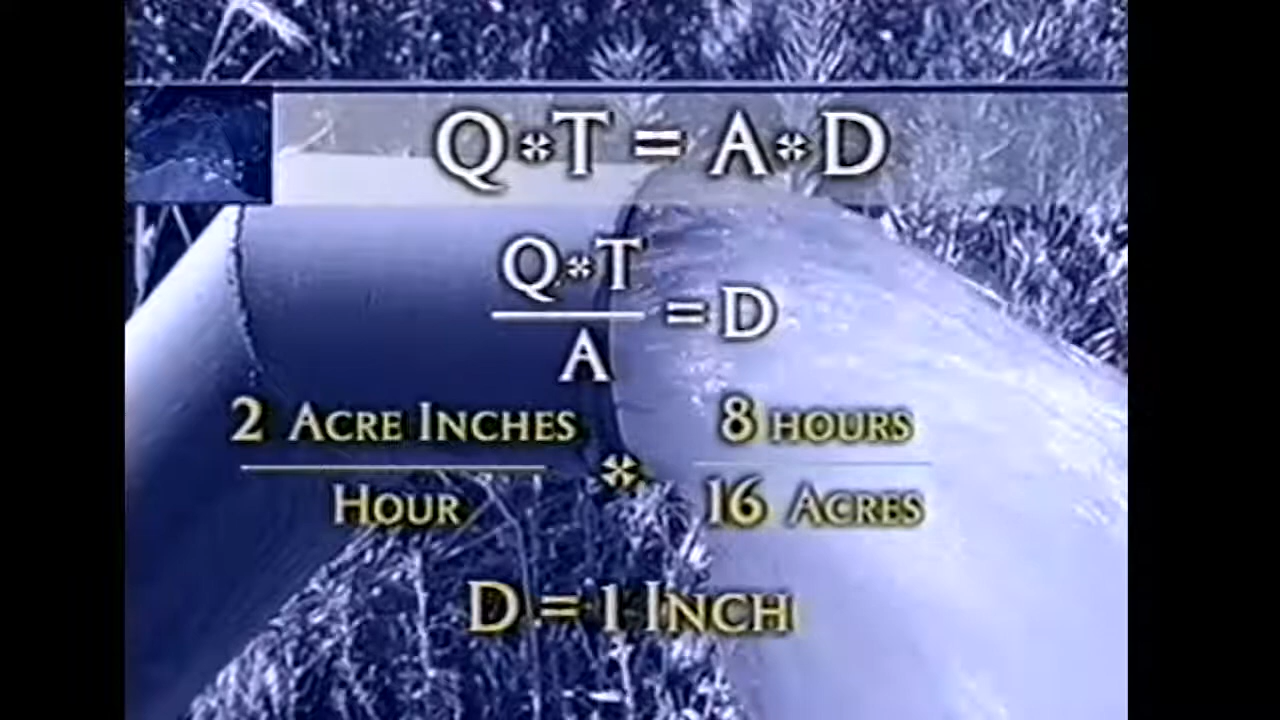 Q*T = A*D
Q*T
= D
A
2 ACRE INCHES
HOUR
*
8 HOURS
16 ACRES
D = 1 INCH